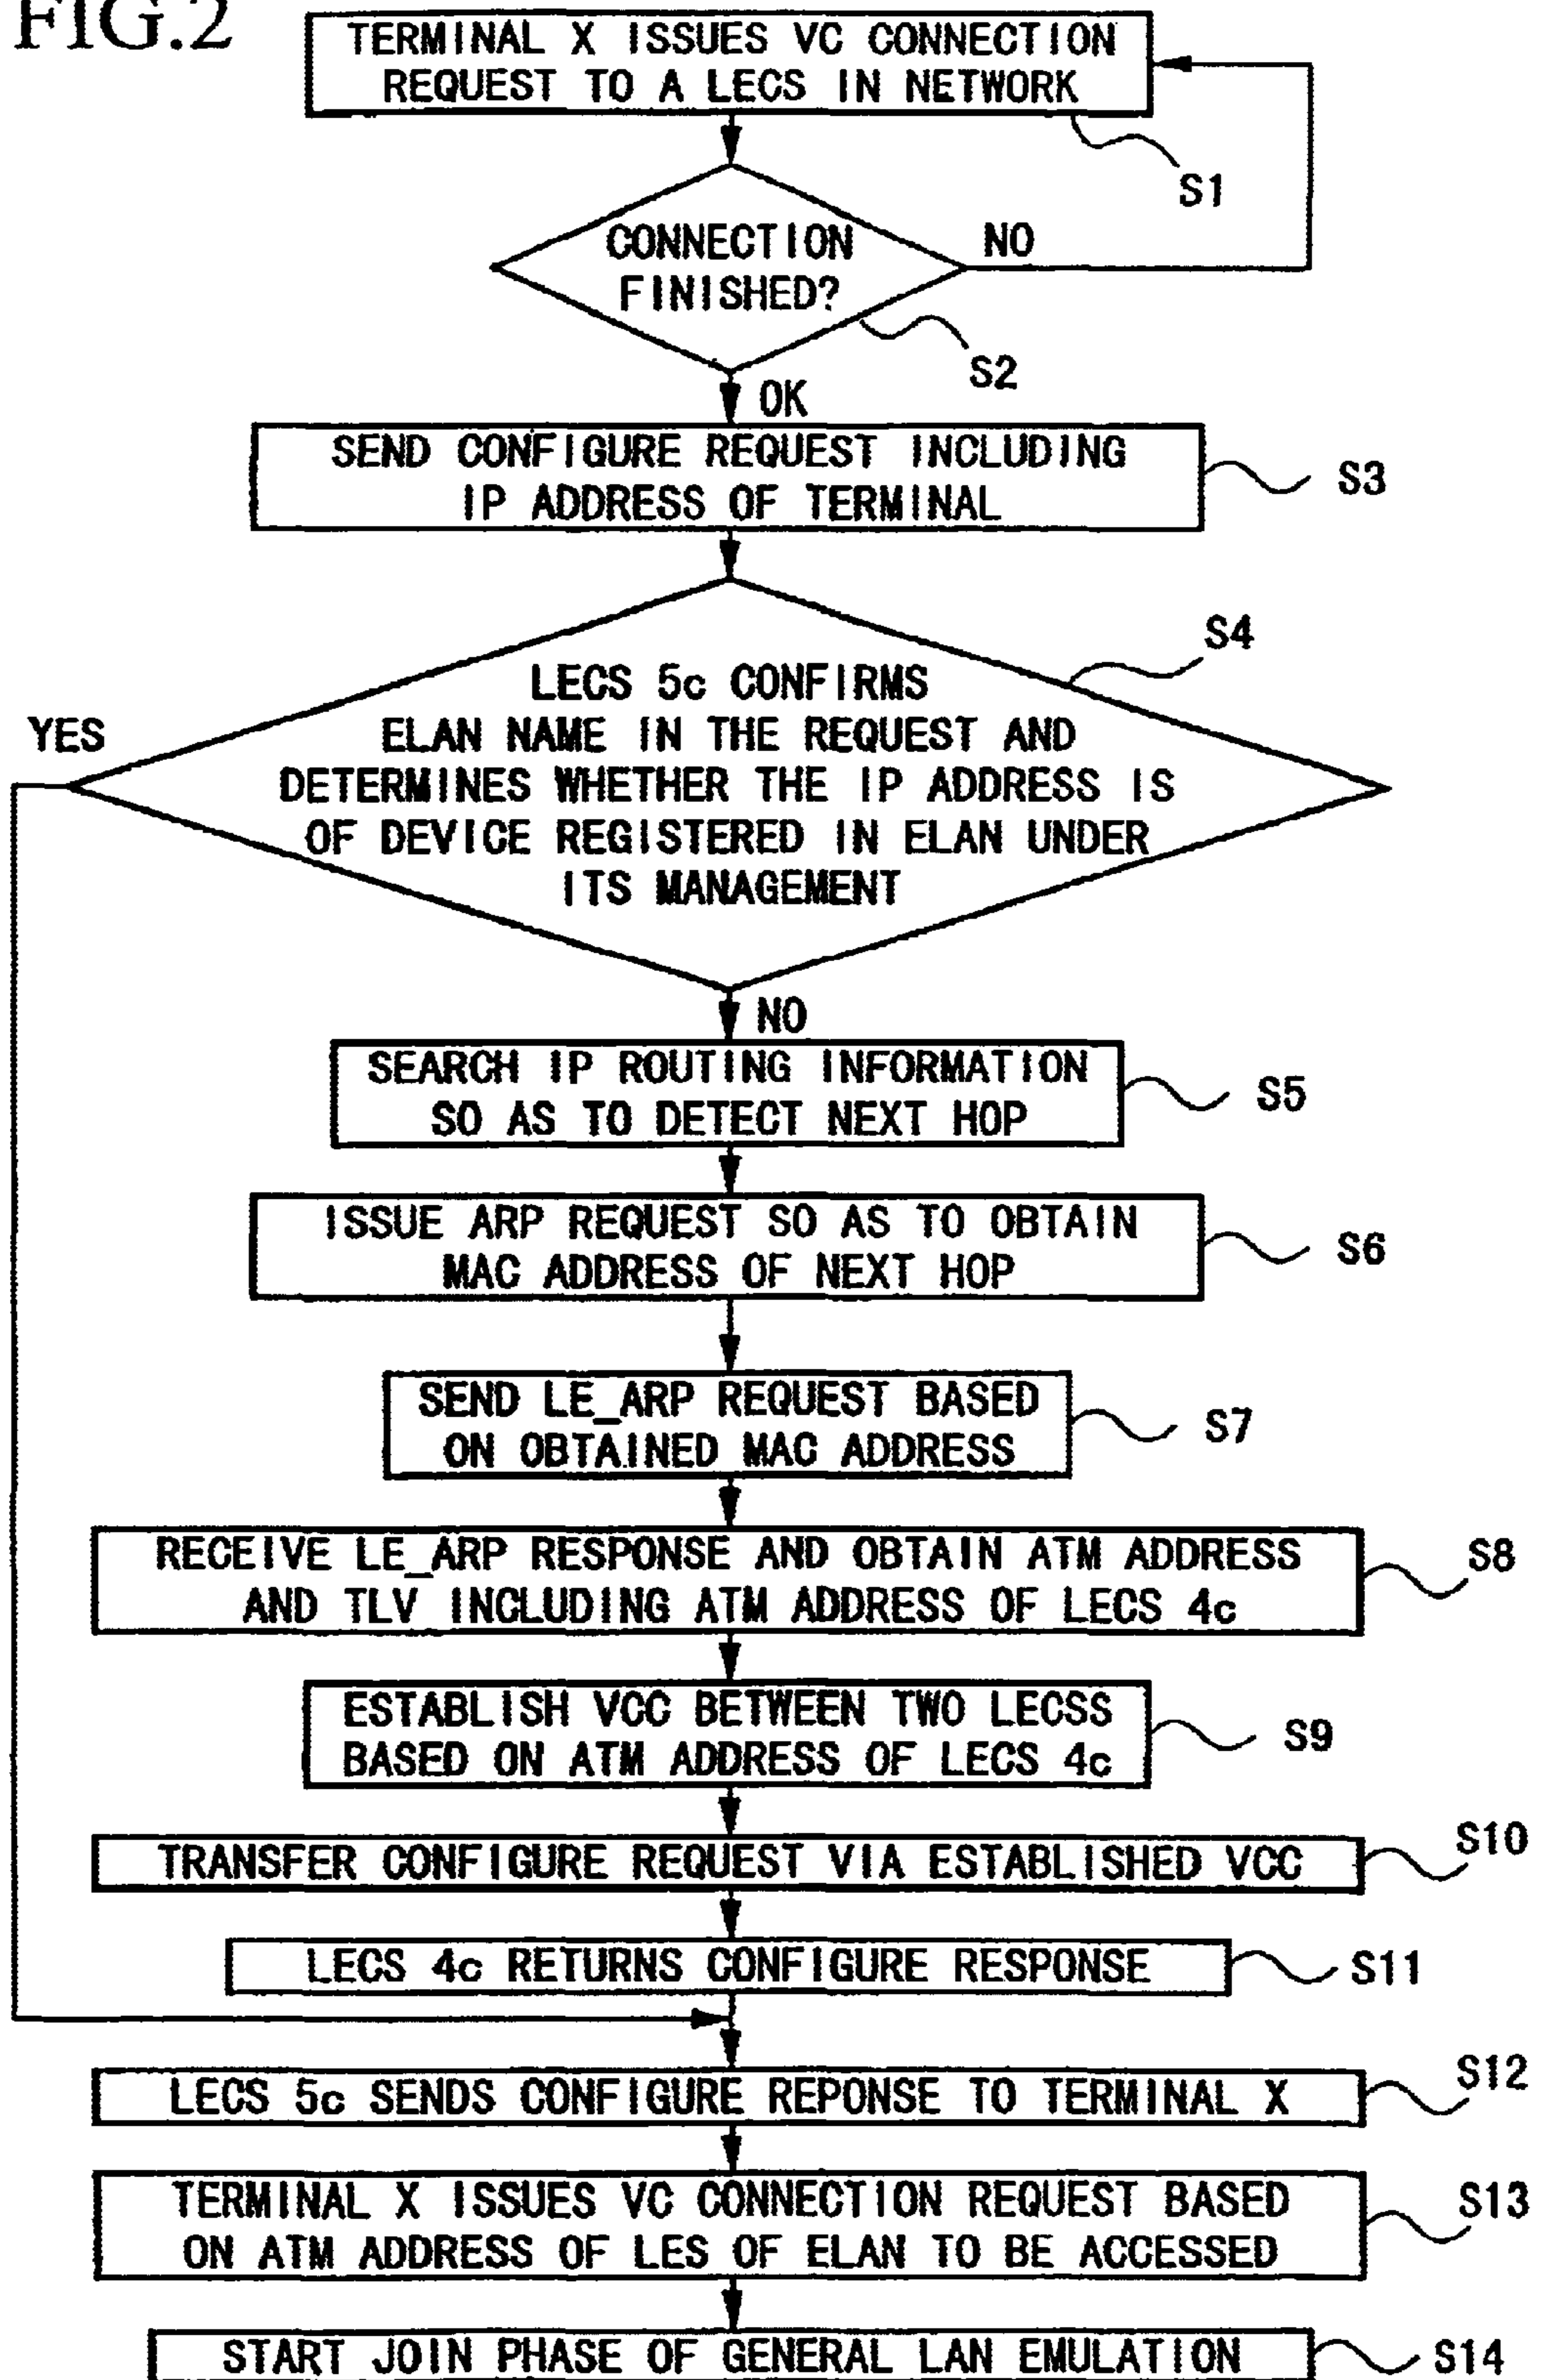 FIG.2
TERMINAL X ISSUES VC CONNECTION
REQUEST TO A LECS IN NETWORK
S1
CONNECTION
FINISHED?
NO
S2
OK
SEND CONFIGURE REQUEST INCLUDING
IP ADDRESS OF TERMINAL
S3
S4
LECS 5c CONFIRMS
ELAN NAME IN THE REQUEST AND
DETERMINES WHETHER THE IP ADDRESS IS
OF DEVICE REGISTERED IN ELAN UNDER
ITS MANAGEMENT
YES
NO
SEARCH IP ROUTING INFORMATION
SO AS TO DETECT NEXT HOP
S5
ISSUE ARP REQUEST SO AS TO OBTAIN
MAC ADDRESS OF NEXT HOP
S6
SEND LE_ARP REQUEST BASED
ON OBTAINED MAC ADDRESS
S7
RECEIVE LE_ARP RESPONSE AND OBTAIN ATM ADDRESS
AND TLV INCLUDING ATM ADDRESS OF LECS 4c
S8
ESTABLISH VCC BETWEEN TWO LECSS
BASED ON ATM ADDRESS OF LECS 4c
S9
TRANSFER CONFIGURE REQUEST VIA ESTABLISHED VCC
S10
LECS 4c RETURNS CONFIGURE RESPONSE
S11
LECS 5c SENDS CONFIGURE REPONSE TO TERMINAL X
S12
TERMINAL X ISSUES VC CONNECTION REQUEST BASED
ON ATM ADDRESS OF LES OF ELAN TO BE ACCESSED
S13
START JOIN PHASE OF GENERAL LAN EMULATION
S14